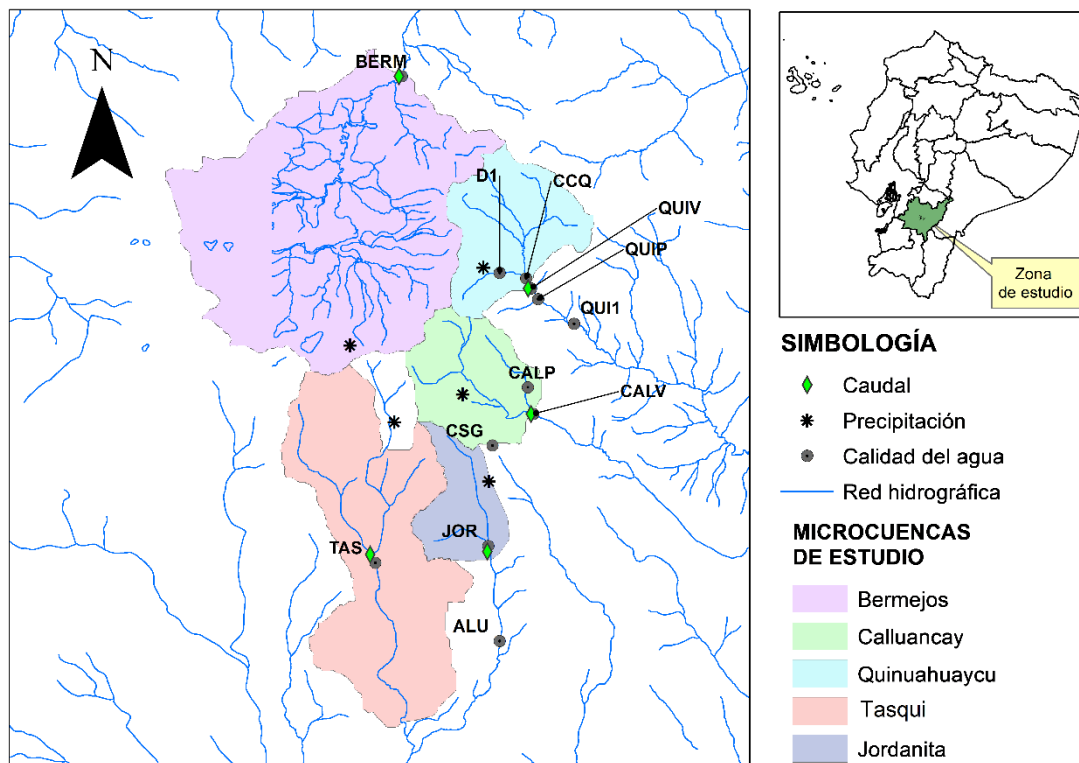 N
BERM
D1
CCQ
QUIV
QUIP
QUI1
CALP
CALV
CSG
JOR
TAS
ALU
Zona
de estudio
SIMBOLOGÍA
Caudal
Precipitación
Calidad del agua
Red hidrográfica
MICROCUENCAS
DE ESTUDIO
Bermejos
Calluancay
Quinuahuaycu
Tasqui
Jordanita